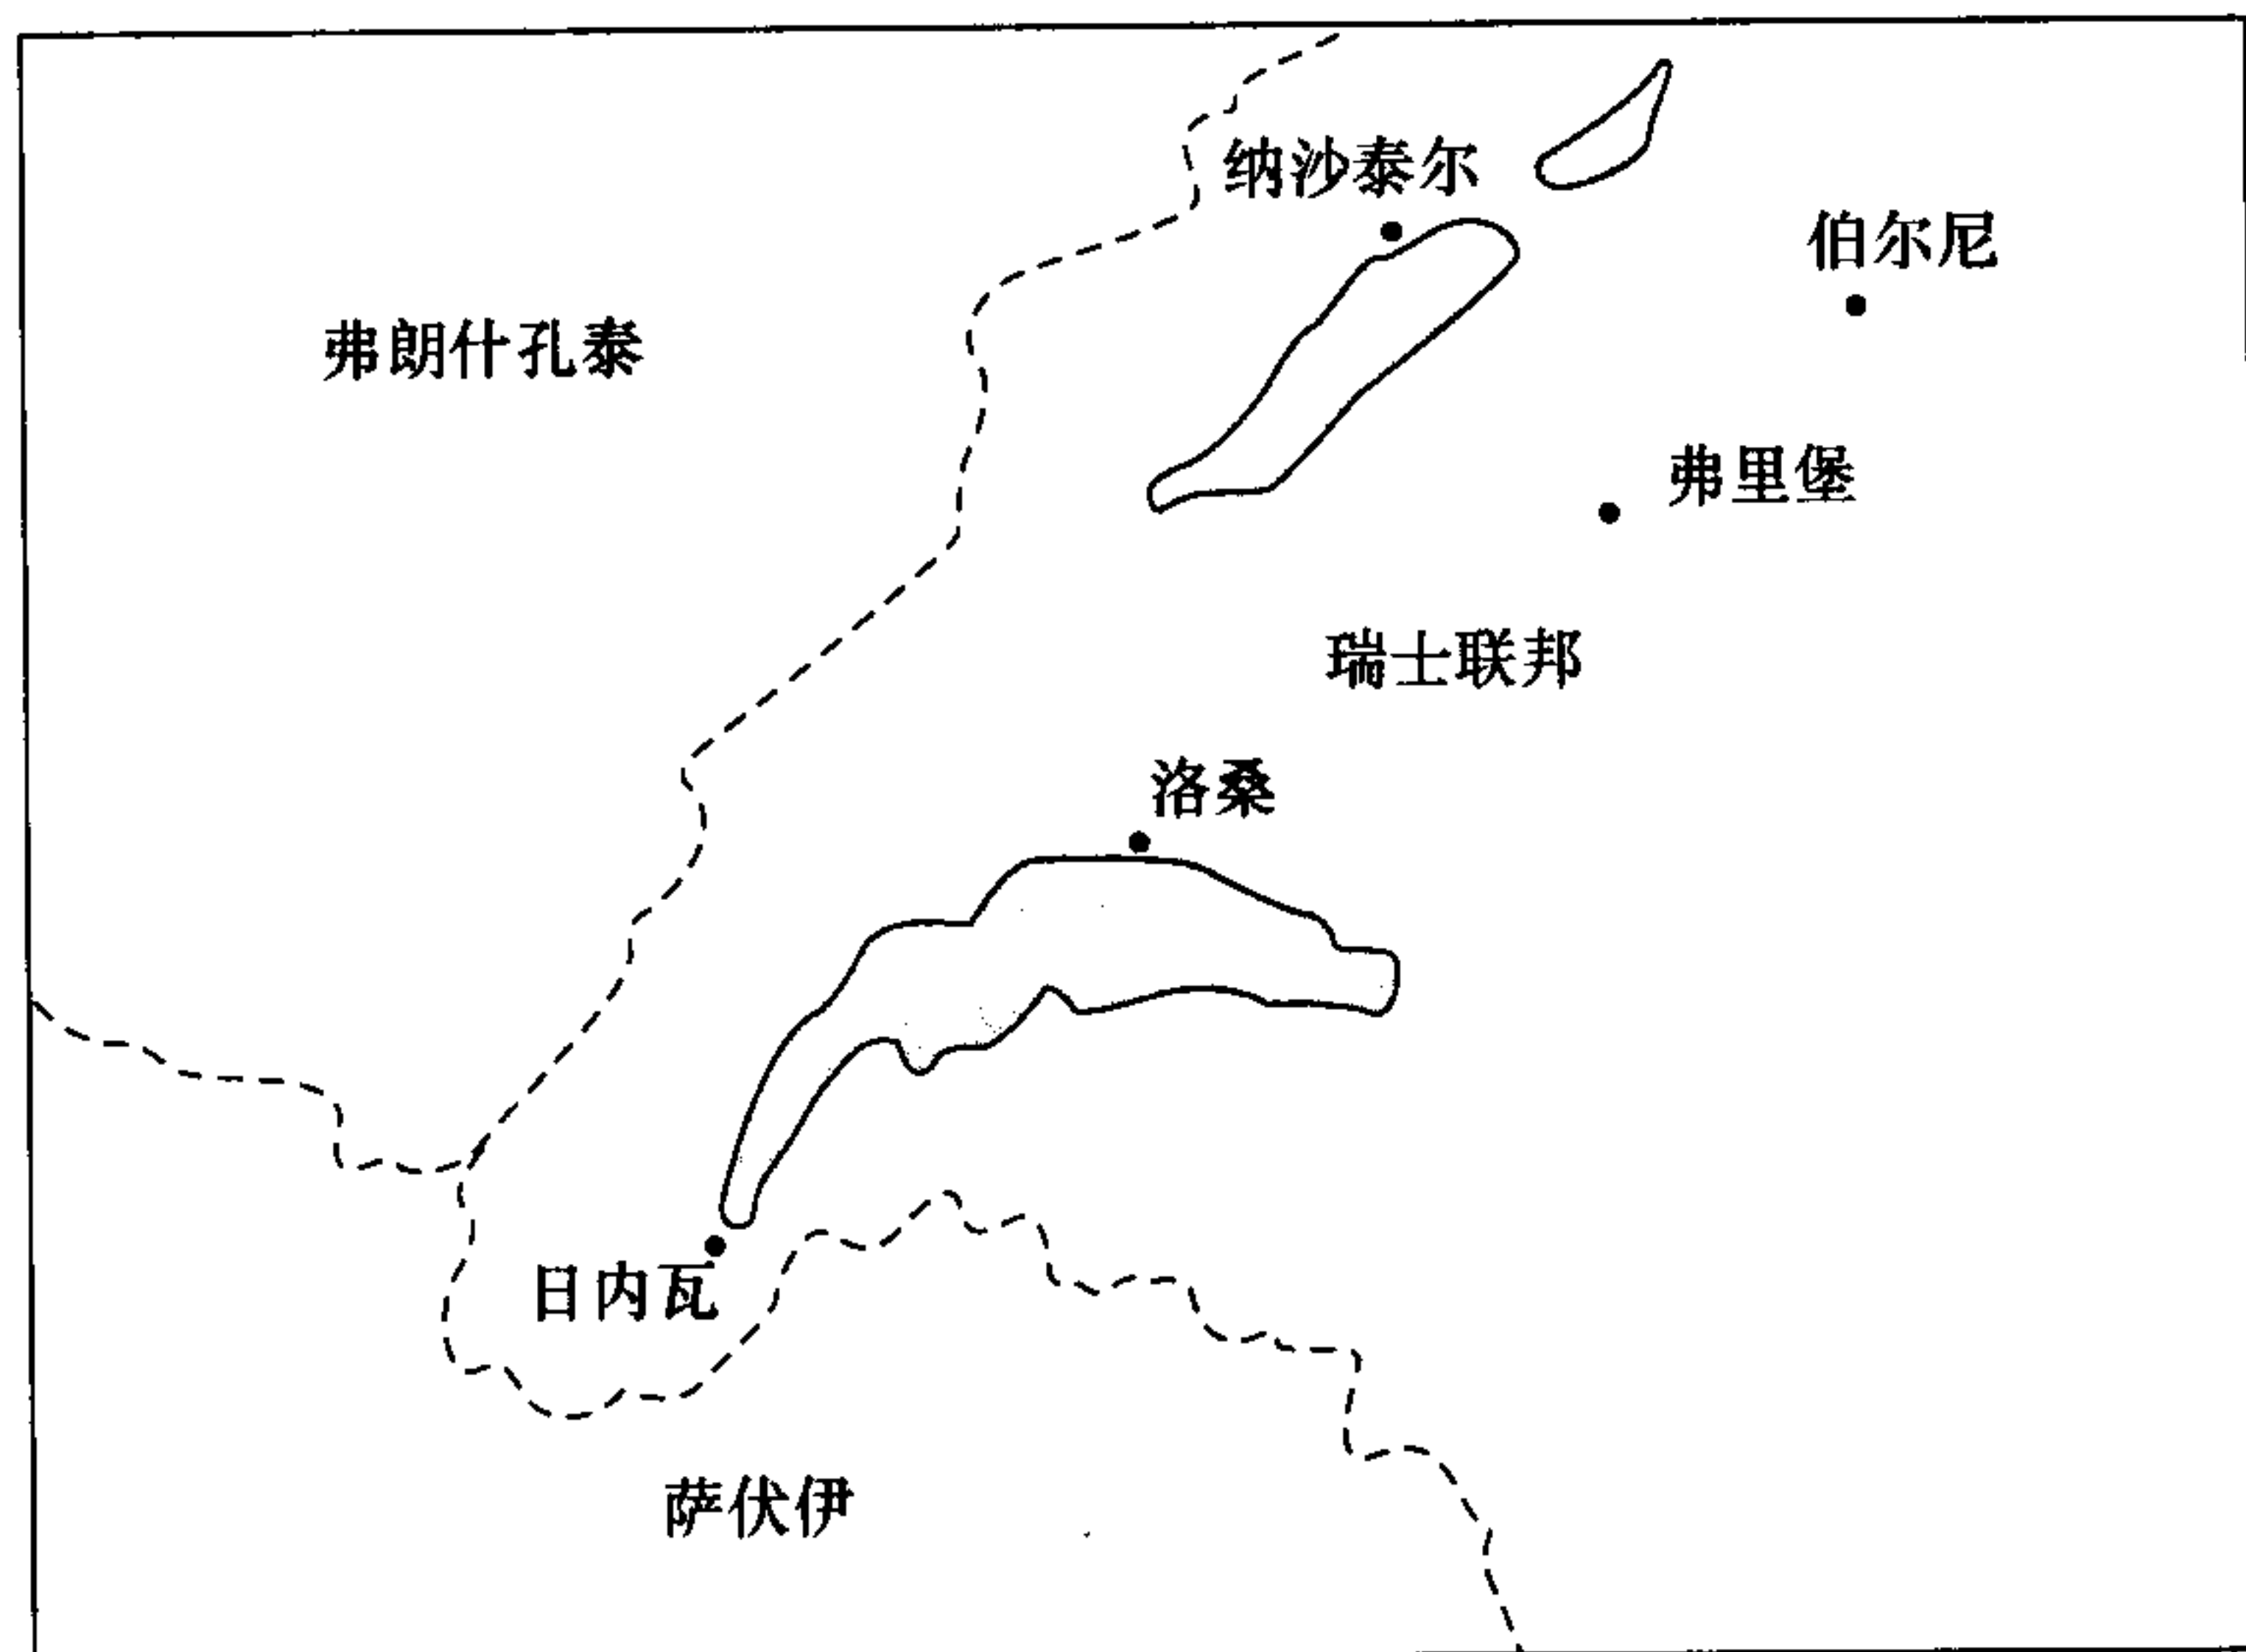 纳沙泰尔
伯尔尼
弗朗什孔泰
弗里堡
瑞士联邦
洛桑
日内瓦
萨伏伊